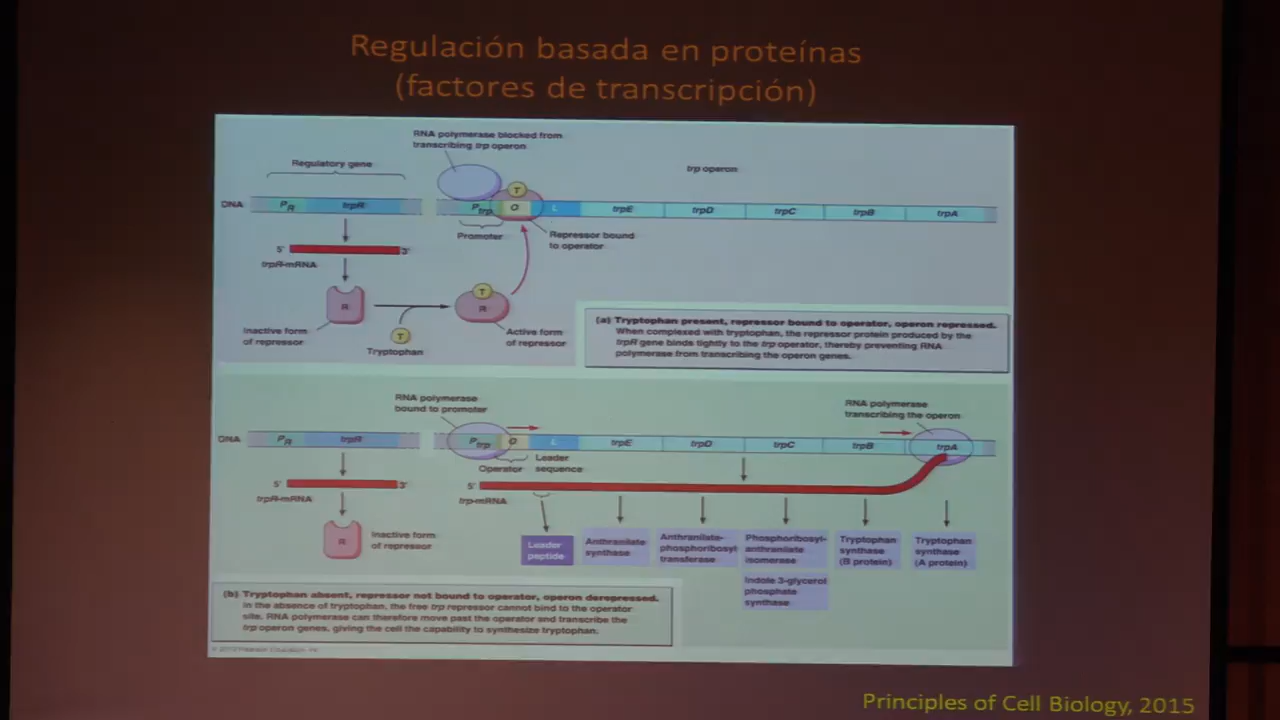 Regulación basada en proteínas
(factores de transcripción)
RNA polymerase blocked from
transcribing trp operon
Regulatory gene
trp operon
DNA
PR
trpR
Ptrp
O
T
L
trpE
trpD
trpC
trpB
trpA
Promoter
Repressor bound
to operator
5'
3'
trpR-mRNA
R
T
R
T
Inactive form
of repressor
Tryptophan
Active form
of repressor
(a) Tryptophan present, repressor bound to operator, operon repressed.
When complexed with tryptophan, the repressor protein produced by the
trpR gene binds tightly to the trp operator, thereby preventing RNA
polymerase from transcribing the operon genes.
RNA polymerase
bound to promoter
RNA polymerase
transcribing the operon
DNA
PR
trpR
Ptrp
O
L
trpE
trpD
trpC
trpB
trpA
Operator
Leader
sequence
5'
3'
trpR-mRNA
5'
trp-mRNA
R
Inactive form
of repressor
Leader
peptide
Anthranilate
synthase
Anthranilate-
phosphoribosyl
transferase
Phosphoribosyl-
anthranilate
isomerase
Indole 3-glycerol
phosphate
synthase
Tryptophan
synthase
(B protein)
Tryptophan
synthase
(A protein)
(b) Tryptophan absent, repressor not bound to operator, operon derepressed.
In the absence of tryptophan, the free trp repressor cannot bind to the operator
site. RNA polymerase can therefore move past the operator and transcribe the
trp operon genes, giving the cell the capability to synthesize tryptophan.
Pearson Education
Principles of Cell Biology, 2015